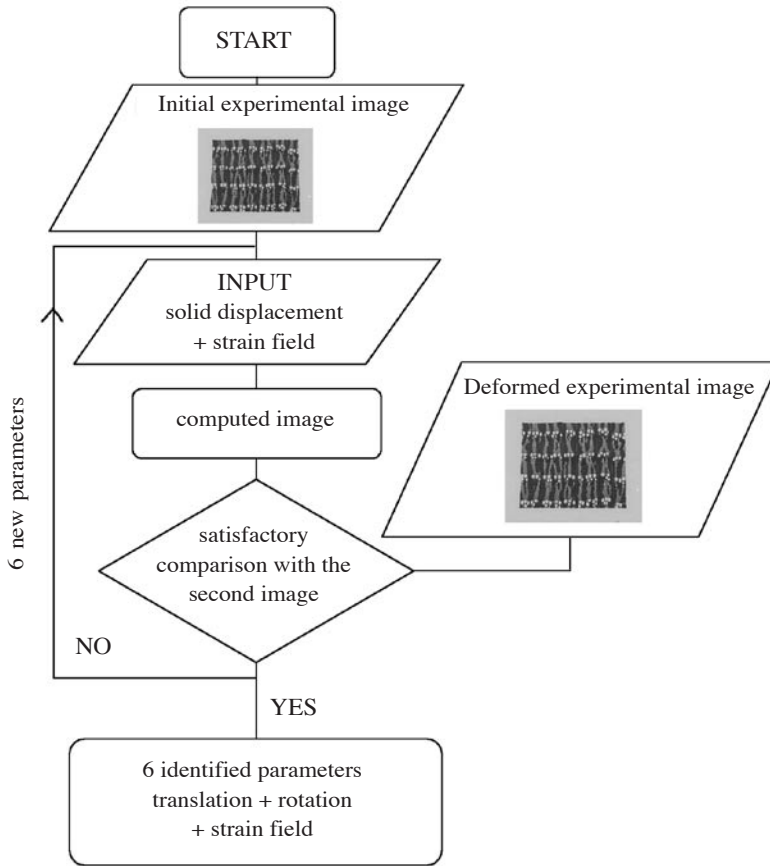 START
Initial experimental image
INPUT
solid displacement
+ strain field
computed image
Deformed experimental image
satisfactory
comparison with the
second image
6 new parameters
NO
YES
6 identified parameters
translation + rotation
+ strain field